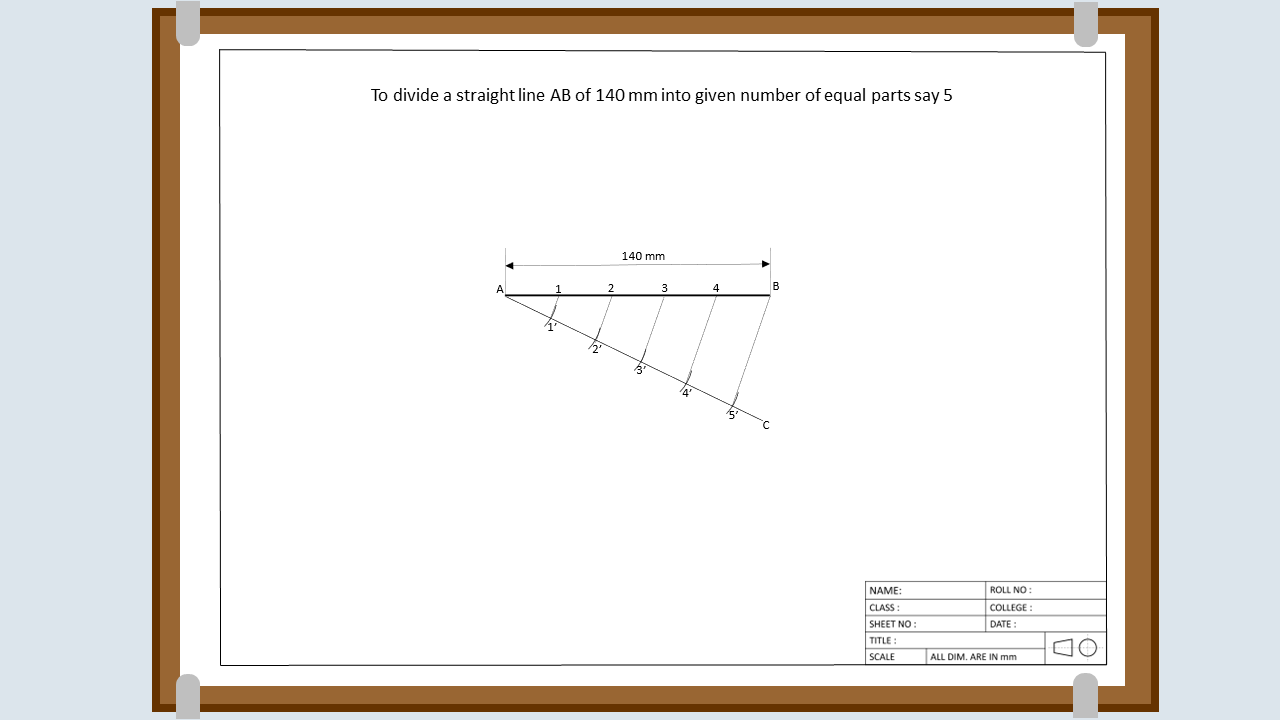 To divide a straight line AB of 140 mm into given number of equal parts say 5
140 mm
A 1 2 3 4 B
1'
2'
3'
4'
5'
C
NAME: ROLL NO :
CLASS : COLLEGE :
SHEET NO : DATE :
TITLE :
SCALE ALL DIM. ARE IN mm